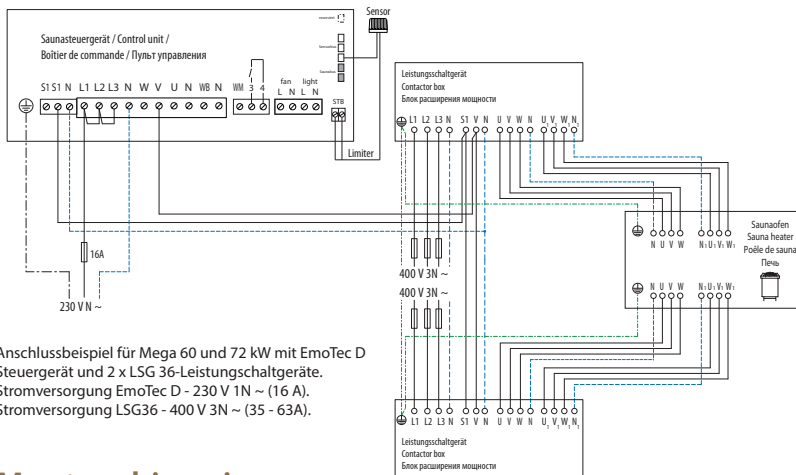 Sensor
Saunasteuergerät / Control unit /
Boîtier de commande / Пульт управления
S1 S1 N L1 L2 L3 N W V U N WB N WM 3 4
fan light
L N L N
STB
Limiter
16A
230 V N ~
Leistungsschaltgerät
Contactor box
Блок расширения мощности
L1 L2 L3 N S1 V N U V W N U1 V1 W1 N1
400 V 3N ~
400 V 3N ~
N U V W N1 U1 V1 W1
Saunaofen
Sauna heater
Poêle de sauna
Печь
N U V W N1 U1 V1 W1
L1 L2 L3 N S1 V N U V W N U1 V1 W1 N1
Leistungsschaltgerät
Contactor box
Блок расширения мощности
Anschlussbeispiel für Mega 60 und 72 kW mit EmoTec D
Steuergerät und 2 x LSG 36-Leistungschaltgeräte.
Stromversorgung EmoTec D - 230 V 1N ~ (16 A).
Stromversorgung LSG36 - 400 V 3N ~ (35 - 63A).